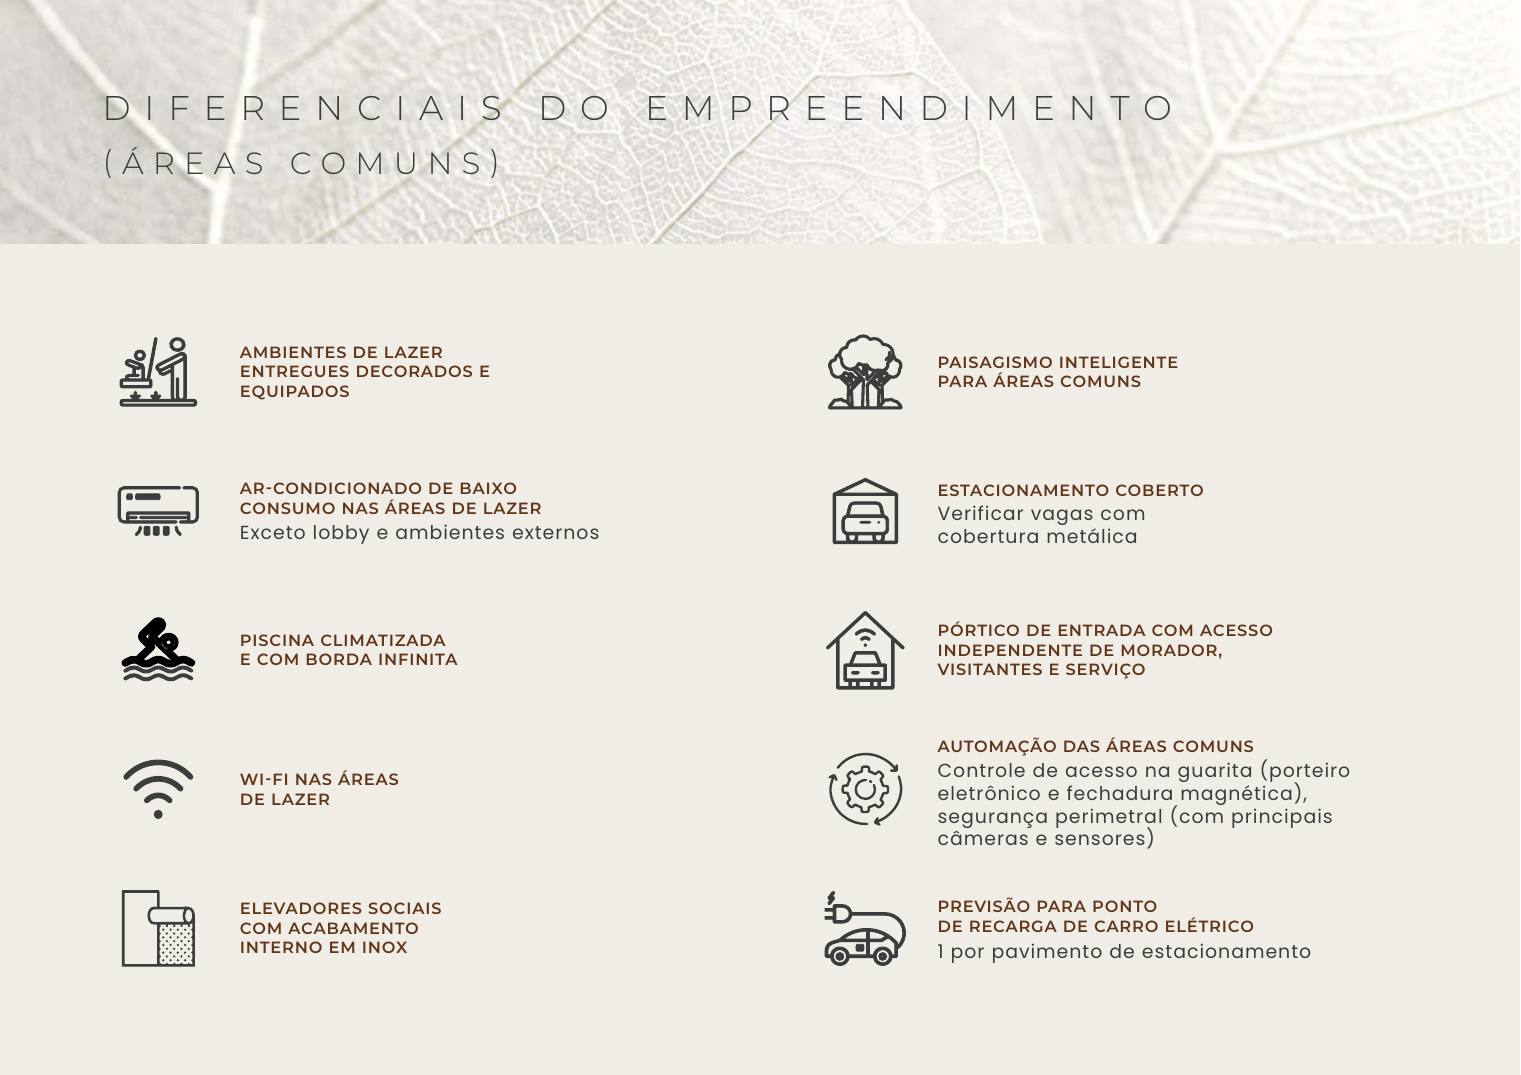 DIFERENCIAIS DO EMPREENDIMENTO
(ÁREAS COMUNS)
AMBIENTES DE LAZER
ENTREGUES DECORADOS E
EQUIPADOS
AR-CONDICIONADO DE BAIXO
CONSUMO NAS ÁREAS DE LAZER
Exceto lobby e ambientes externos
PISCINA CLIMATIZADA
E COM BORDA INFINITA
WI-FI NAS ÁREAS
DE LAZER
ELEVADORES SOCIAIS
COM ACABAMENTO
INTERNO EM INOX
PAISAGISMO INTELIGENTE
PARA ÁREAS COMUNS
ESTACIONAMENTO COBERTO
Verificar vagas com
cobertura metálica
PÓRTICO DE ENTRADA COM ACESSO
INDEPENDENTE DE MORADOR,
VISITANTES E SERVIÇO
AUTOMAÇÃO DAS ÁREAS COMUNS
Controle de acesso na guarita (porteiro
eletrônico e fechadura magnética),
segurança perimetral (com principais
câmeras e sensores)
PREVISÃO PARA PONTO
DE RECARGA DE CARRO ELÉTRICO
1 por pavimento de estacionamento